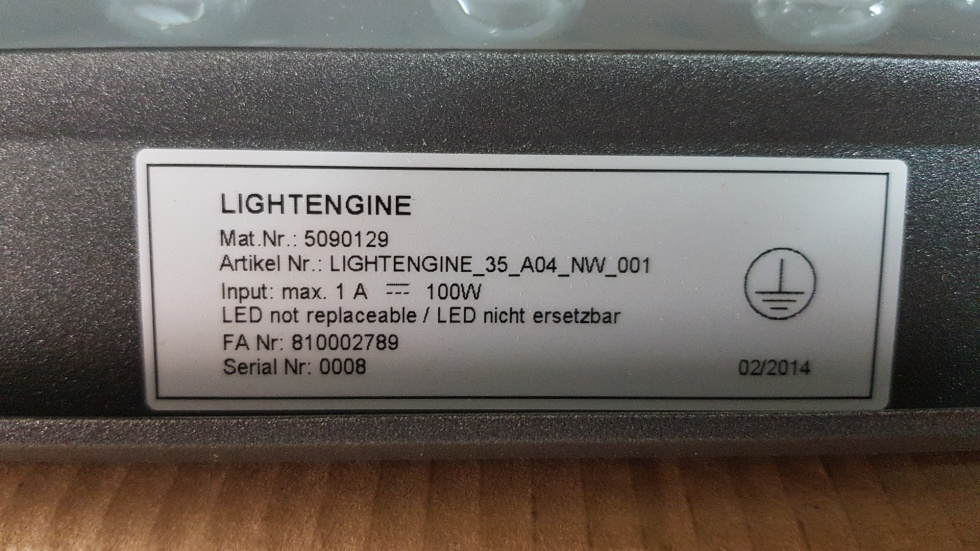 LIGHTENGINE
Mat.Nr.: 5090129
Artikel Nr.: LIGHTENGINE_35_A04_NW_001
Input: max. 1 A ⎓ 100W
LED not replaceable / LED nicht ersetzbar
FA Nr: 810002789
Serial Nr: 0008
02/2014